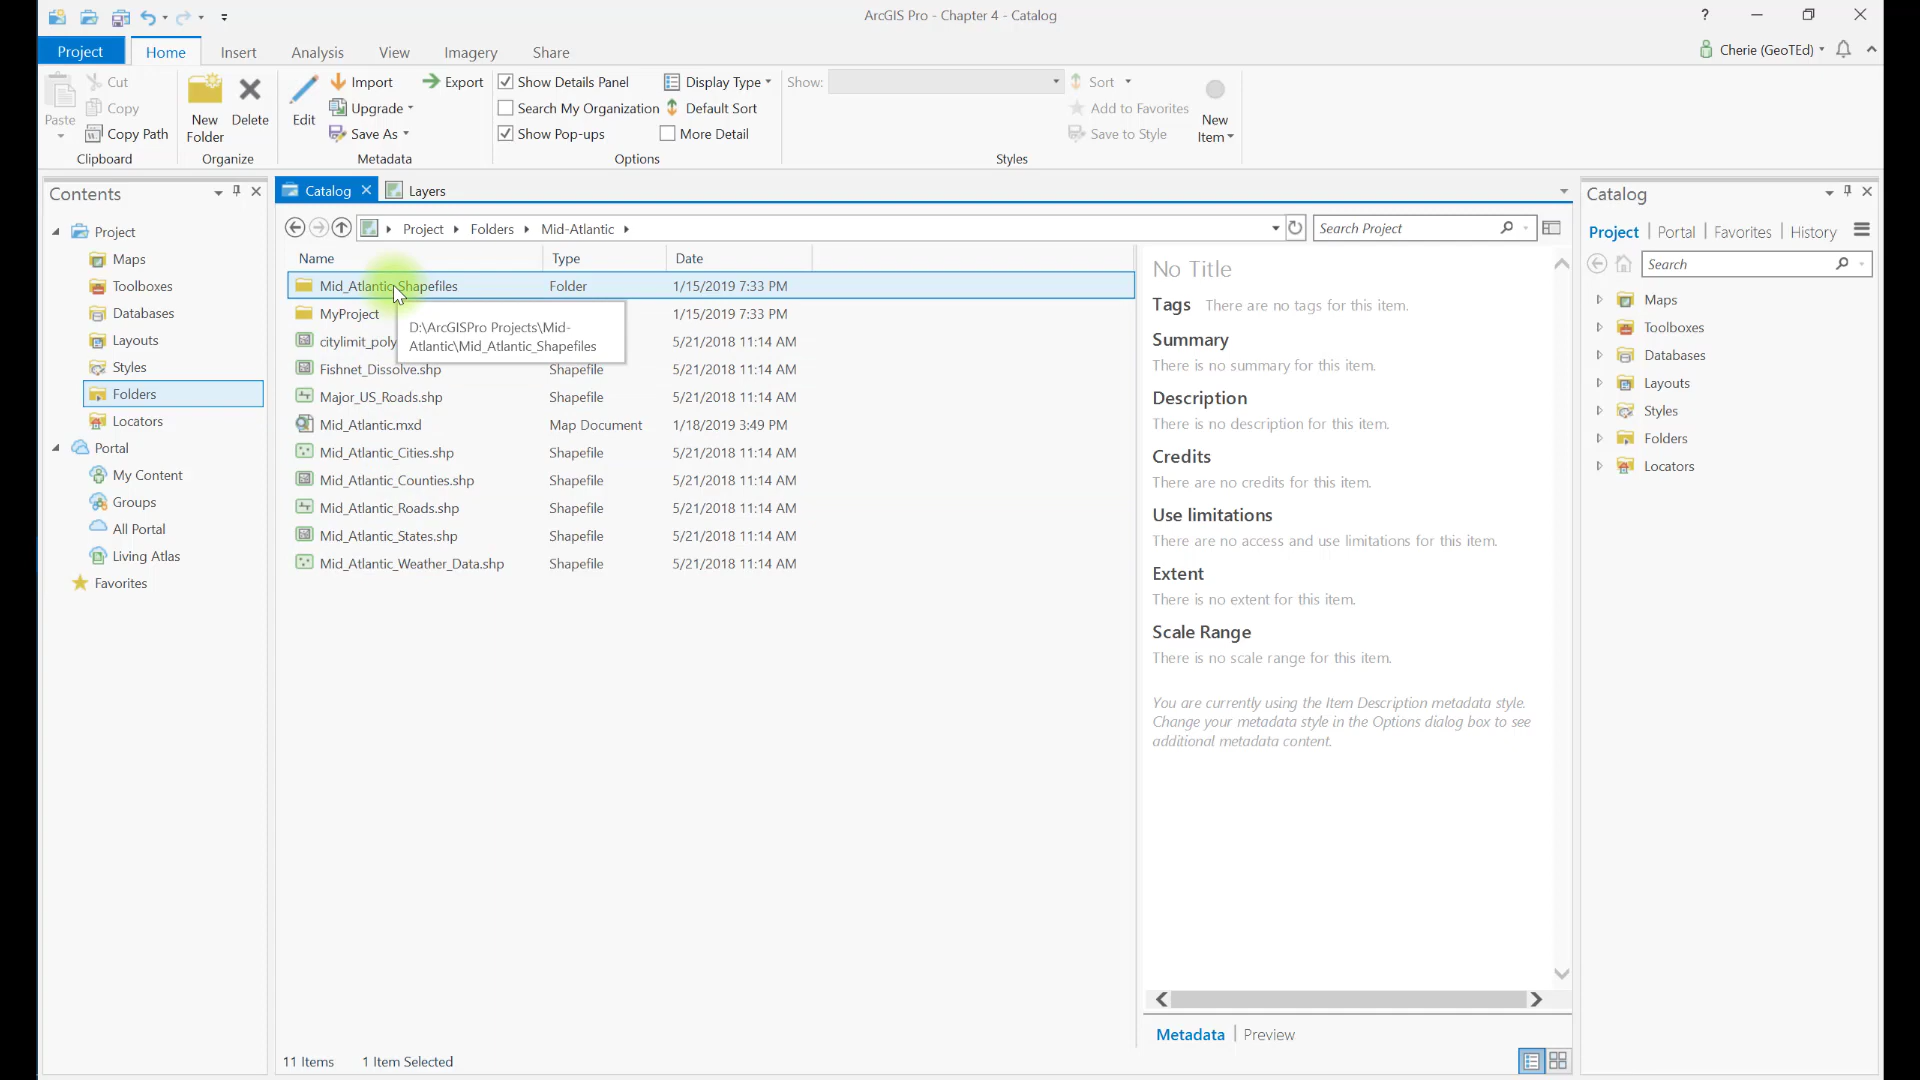 ArcGIS Pro - Chapter 4 - Catalog
?
Project
Home
Insert
Analysis
View
Imagery
Share
Cherie (GeoTEd)
Paste
Cut
Copy
Copy Path
Clipboard
New
Folder
Delete
Organize
Edit
Import
Upgrade
Save As
Export
Metadata
Show Details Panel
Search My Organization
Show Pop-ups
Display Type
Default Sort
More Detail
Options
Show:
Sort
Add to Favorites
Save to Style
New
Item
Styles
Contents
Project
Maps
Toolboxes
Databases
Layouts
Styles
Folders
Locators
Portal
My Content
Groups
All Portal
Living Atlas
Favorites
Catalog
Layers
Project
Folders
Mid-Atlantic
Search Project
Name Type Date
Mid_Atlantic_Shapefiles Folder 1/15/2019 7:33 PM
MyProject 1/15/2019 7:33 PM
D:\ArcGISPro Projects\Mid-
Atlantic\Mid_Atlantic_Shapefiles
citylimit_poly 5/21/2018 11:14 AM
Fishnet_Dissolve.shp Shapefile 5/21/2018 11:14 AM
Major_US_Roads.shp Shapefile 5/21/2018 11:14 AM
Mid_Atlantic.mxd Map Document 1/18/2019 3:49 PM
Mid_Atlantic_Cities.shp Shapefile 5/21/2018 11:14 AM
Mid_Atlantic_Counties.shp Shapefile 5/21/2018 11:14 AM
Mid_Atlantic_Roads.shp Shapefile 5/21/2018 11:14 AM
Mid_Atlantic_States.shp Shapefile 5/21/2018 11:14 AM
Mid_Atlantic_Weather_Data.shp Shapefile 5/21/2018 11:14 AM
11 Items 1 Item Selected
No Title
Tags There are no tags for this item.
Summary
There is no summary for this item.
Description
There is no description for this item.
Credits
There are no credits for this item.
Use limitations
There are no access and use limitations for this item.
Extent
There is no extent for this item.
Scale Range
There is no scale range for this item.
You are currently using the Item Description metadata style.
Change your metadata style in the Options dialog box to see
additional metadata content.
Metadata Preview
Catalog
Project Portal Favorites History
Search
Maps
Toolboxes
Databases
Layouts
Styles
Folders
Locators